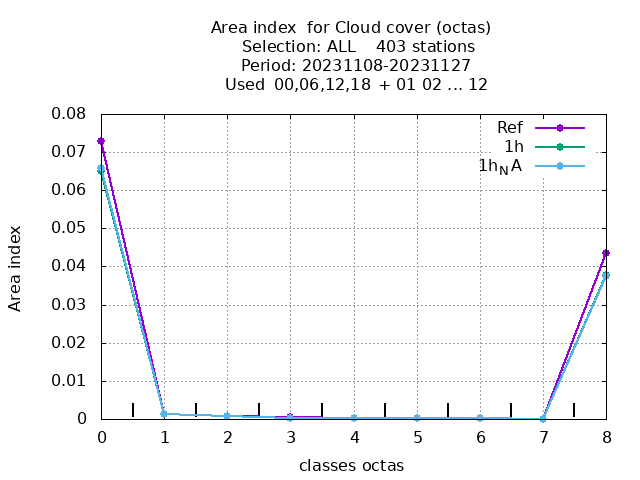 Area index  for Cloud cover (octas)
Selection: ALL    403 stations
Period: 20231108-20231127
Used  00,06,12,18  + 01 02 ... 12
0.08
0.07
0.06
0.05
0.04
0.03
0.02
0.01
0
Area index
Ref
1h
1h_NA
0 1 2 3 4 5 6 7 8
classes octas